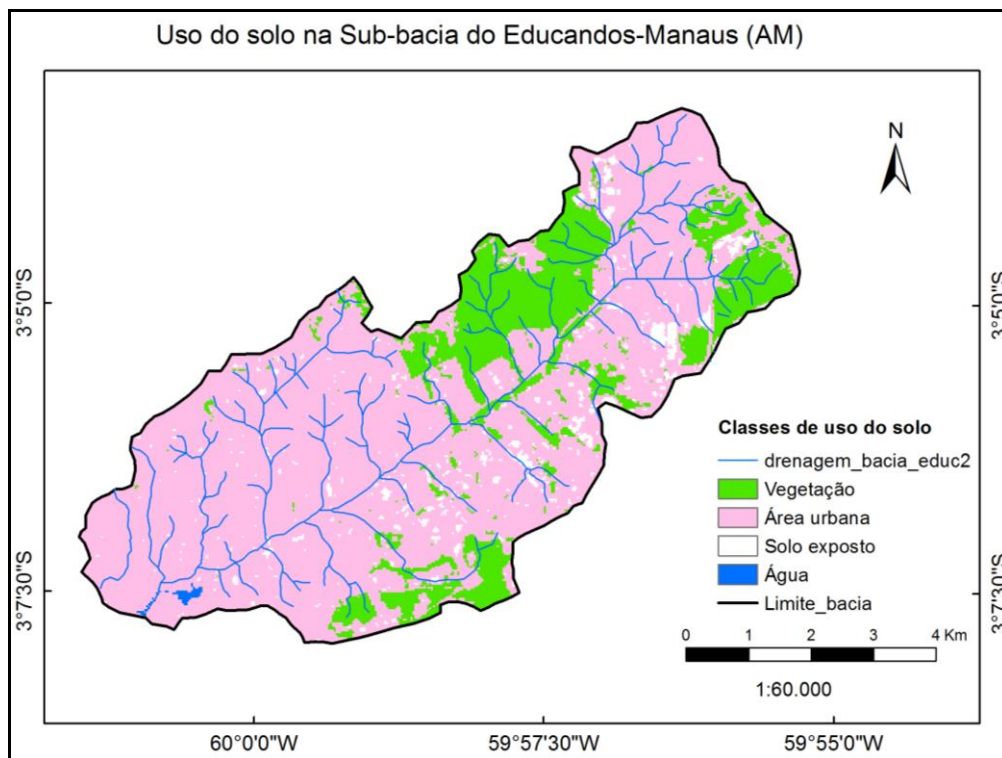 Uso do solo na Sub-bacia do Educandos-Manaus (AM)
N
3°5'0"S
3°5'0"S
Classes de uso do solo
drenagem_bacia_educ2
Vegetação
Área urbana
Solo exposto
Água
Limite_bacia
3°7'30"S
3°7'30"S
0 1 2 3 4 Km
1:60.000
60°0'0"W
59°57'30"W
59°55'0"W